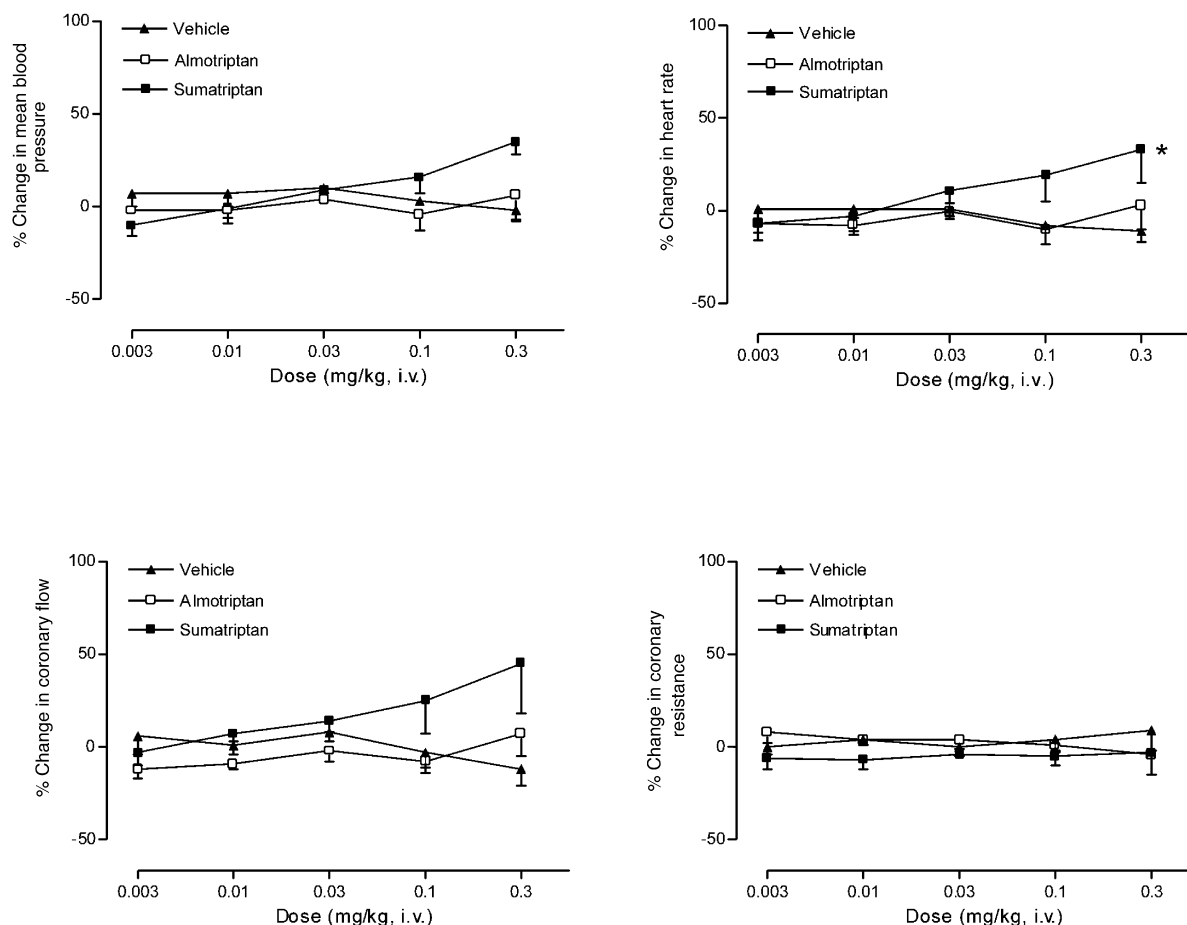 100
Vehicle
Almotriptan
Sumatriptan
50
0
-50
% Change in mean blood
pressure
0.003 0.01 0.03 0.1 0.3
Dose (mg/kg, i.v.)
100
Vehicle
Almotriptan
Sumatriptan
50
*
0
-50
% Change in heart rate
0.003 0.01 0.03 0.1 0.3
Dose (mg/kg, i.v.)
100
Vehicle
Almotriptan
Sumatriptan
50
0
-50
% Change in coronary flow
0.003 0.01 0.03 0.1 0.3
Dose (mg/kg, i.v.)
100
Vehicle
Almotriptan
Sumatriptan
50
0
-50
% Change in coronary
resistance
0.003 0.01 0.03 0.1 0.3
Dose (mg/kg, i.v.)